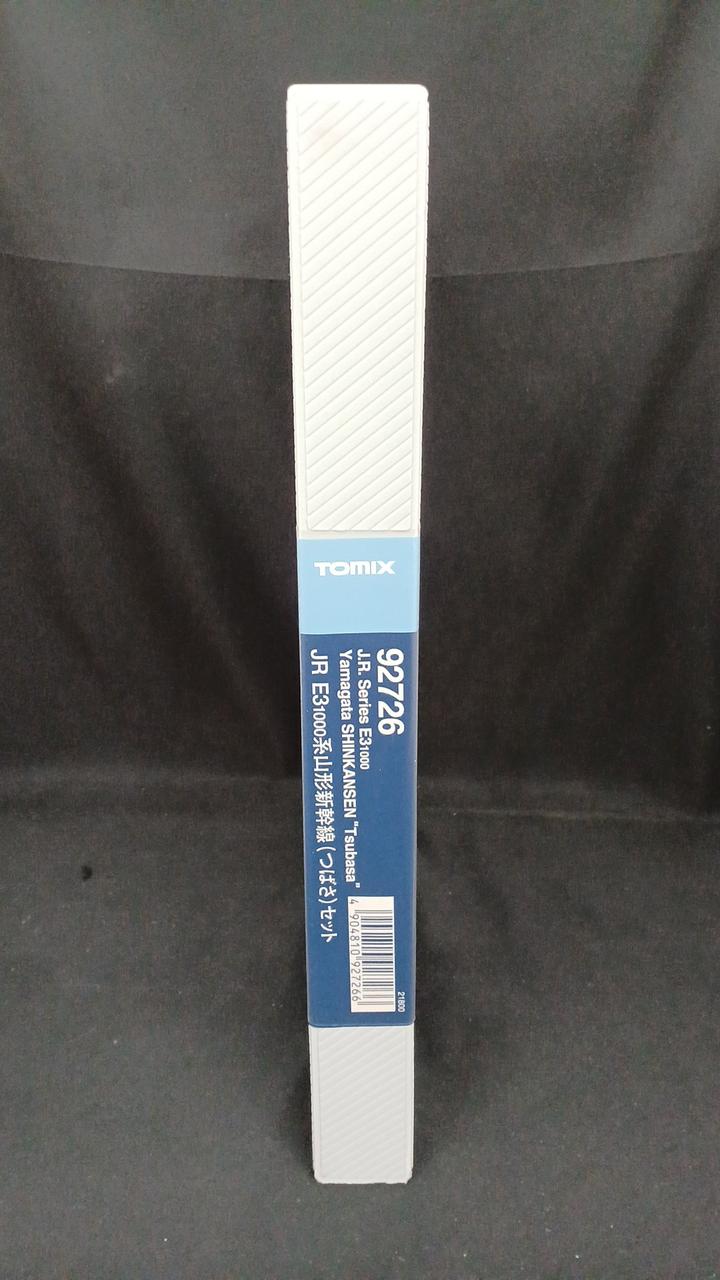 TOMIX
92726
J.R. Series E31000
Yamagata SHINKANSEN "Tsubasa"
JR E31000系山形新幹線(つばさ)セット
4 904810 927266
21800